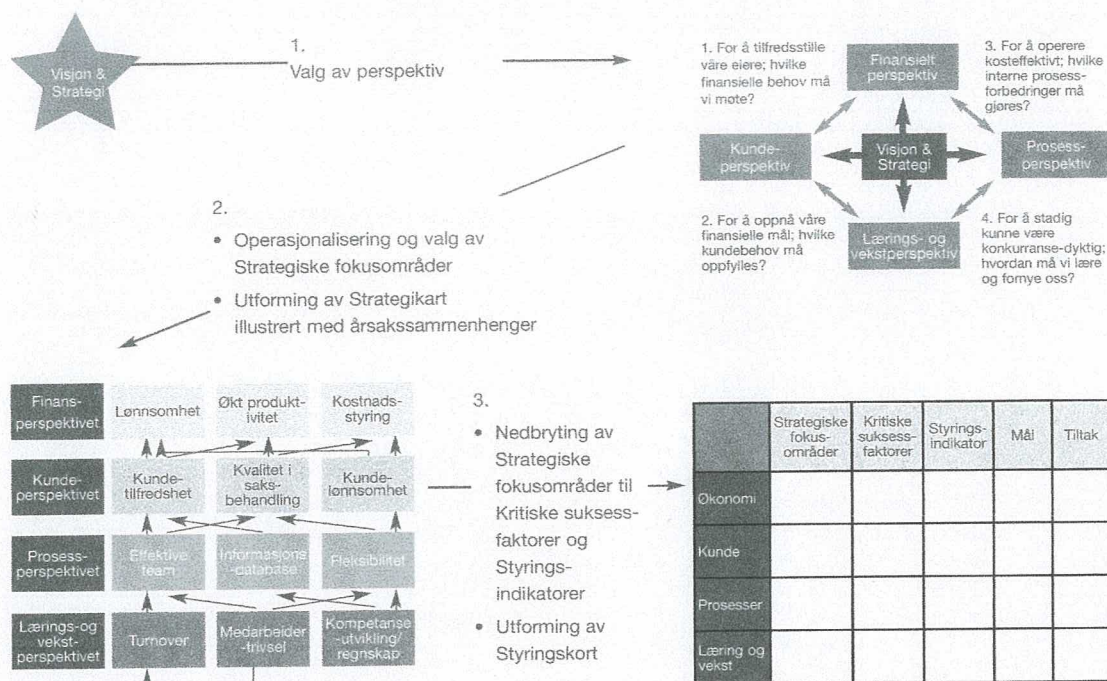 Visjon &
Strategi
1.
Valg av perspektiv
1. For å tilfredsstille
våre eiere; hvilke
finansielle behov må
vi møte?
Finansielt
perspektiv
3. For å operere
kosteffektivt; hvilke
interne prosess-
forbedringer må
gjøres?
Kunde-
perspektiv
Visjon &
Strategi
Prosess-
perspektiv
2. For å oppnå våre
finansielle mål; hvilke
kundebehov må
oppfylles?
Lærings- og
vekstperspektiv
4. For å stadig
kunne være
konkurranse-dyktig;
hvordan må vi lære
og fornye oss?
2.
• Operasjonalisering og valg av
Strategiske fokusområder
• Utforming av Strategikart
illustrert med årsakssammenhenger
Finans-
perspektivet
Lønnsomhet
Økt produkt-
ivitet
Kostnads-
styring
Kunde-
perspektivet
Kunde-
tilfredshet
Kvalitet i
saks-
behandling
Kunde-
lønnsomhet
Prosess-
perspektivet
Effektive
team
Informasjons
-database
Fleksibilitet
Lærings-og
vekst-
perspektivet
Turnover
Medarbeider
-trivsel
Kompetanse
-utvikling/
regnskap
3.
• Nedbryting av
Strategiske
fokusområder til
Kritiske suksess-
faktorer og
Styrings-
indikatorer
• Utforming av
Styringskort
Strategiske
fokus-
områder
Kritiske
suksess-
faktorer
Styrings-
indikator
Mål
Tiltak
Økonomi
Kunde
Prosesser
Læring og
vekst